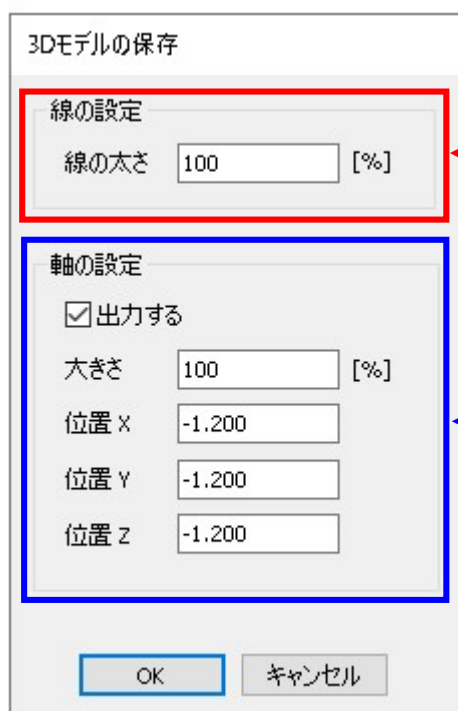 3Dモデルの保存
線の設定
線の太さ 100 [%]
軸の設定
出力する
大きさ 100 [%]
位置 X -1.200
位置 Y -1.200
位置 Z -1.200
OK キャンセル